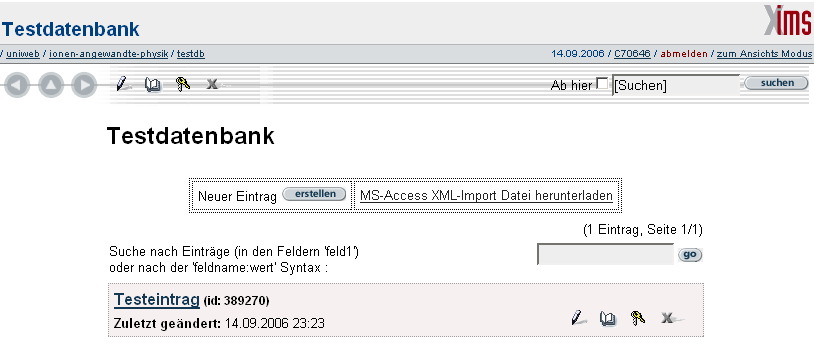 Testdatenbank
Xims
/ uniweb / ionen-angewandte-physik / testdb
14.09.2006 / C70646 / abmelden / zum Ansichts Modus
Ab hier [Suchen] suchen
Testdatenbank
Neuer Eintrag erstellen MS-Access XML-Import Datei herunterladen
(1 Eintrag, Seite 1/1)
Suche nach Einträge (in den Feldern 'feld1')
oder nach der 'feldname:wert' Syntax :
go
Testeintrag (id: 389270)
Zuletzt geändert: 14.09.2006 23:23